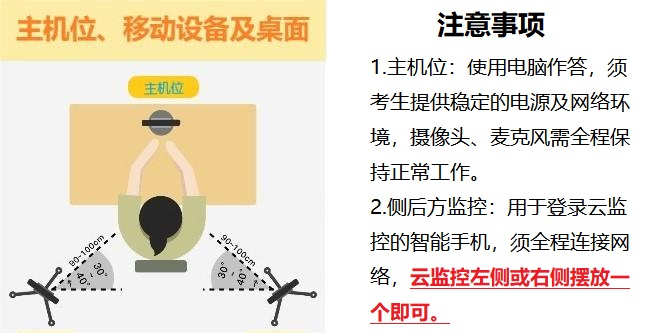 主机位、移动设备及桌面
主机位
90~100cm
30°
40°
90~100cm
30°
40°
注意事项
1.主机位：使用电脑作答，须
考生提供稳定的电源及网络环
境，摄像头、麦克风需全程保
持正常工作。
2.侧后方监控：用于登录云监
控的智能手机，须全程连接网
络，云监控左侧或右侧摆放一
个即可。